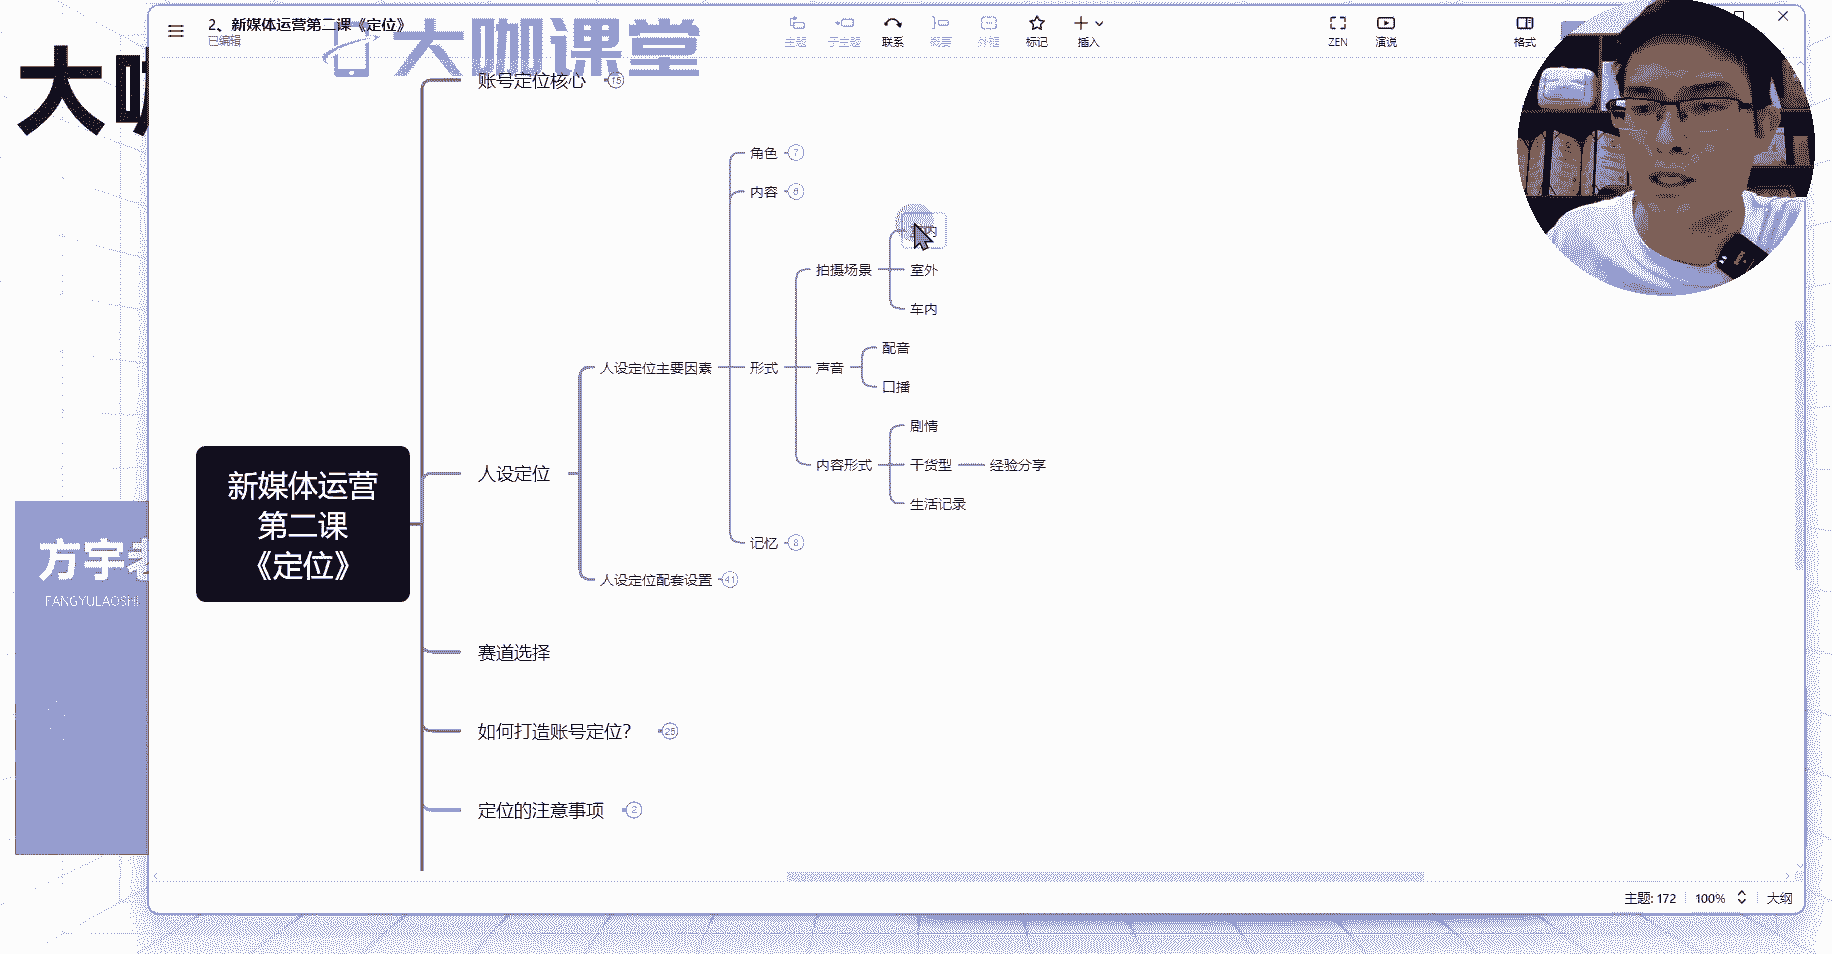 2、新媒体运营第二课《定位》
已编辑
大咖课堂
主题
子主题
联系
概要
外框
标记
插入
ZEN
演说
格式
大
账号定位核心
15
角色
7
内容
6
内
拍摄场景
室外
车内
配音
人设定位主要因素
形式
声音
口播
剧情
人设定位
内容形式
干货型
经验分享
生活记录
新媒体运营
第二课
《定位》
记忆
8
方宇老
FANGYULAOSHI
人设定位配套设置
41
赛道选择
如何打造账号定位?
25
定位的注意事项
2
主题: 172
100%
大纲